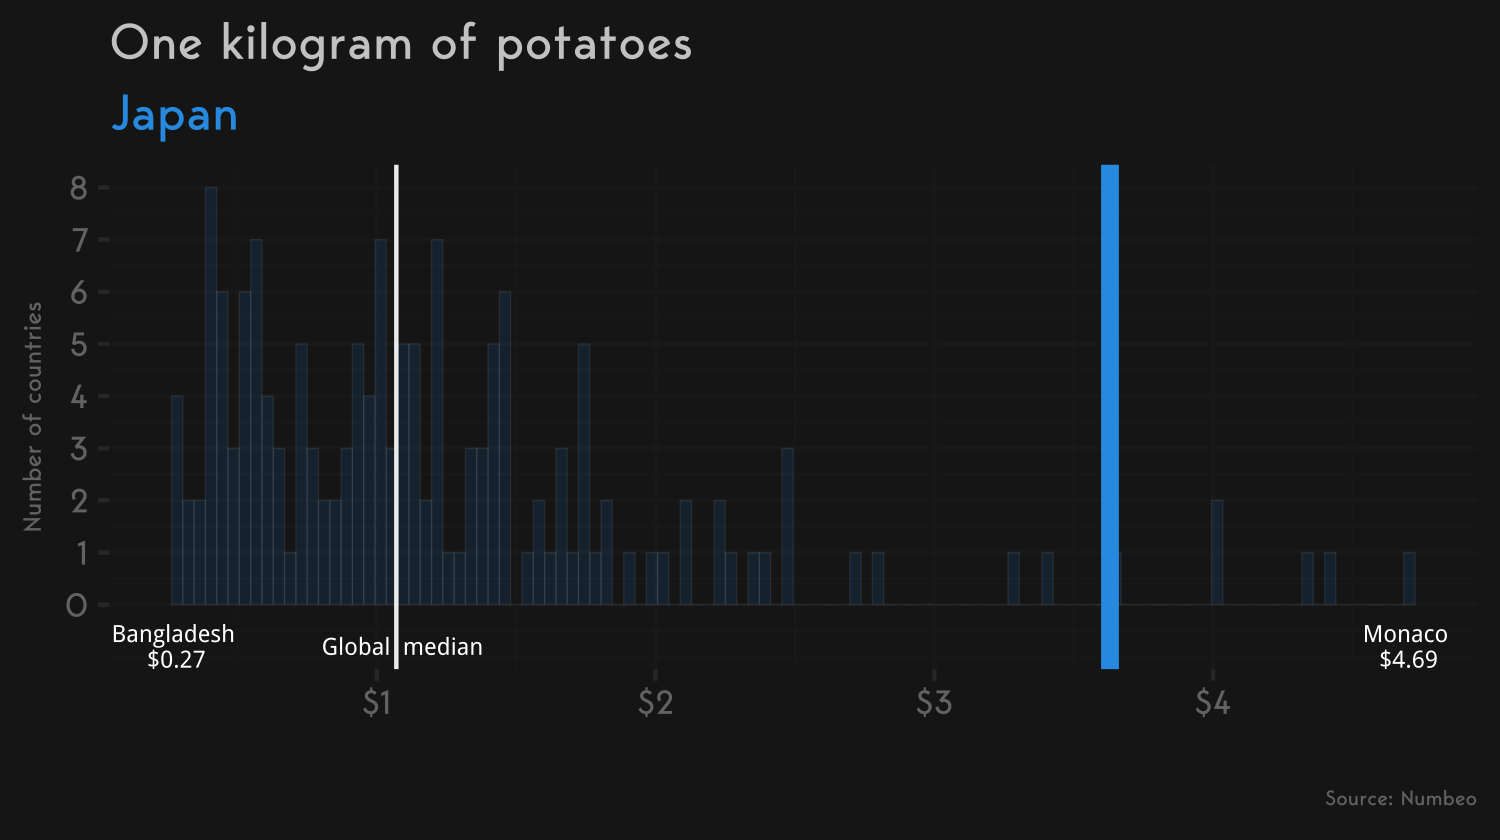 One kilogram of potatoes
Japan
Number of countries
8
7
6
5
4
3
2
1
0
Bangladesh
$0.27
Global median
Monaco
$4.69
$1
$2
$3
$4
Source: Numbeo